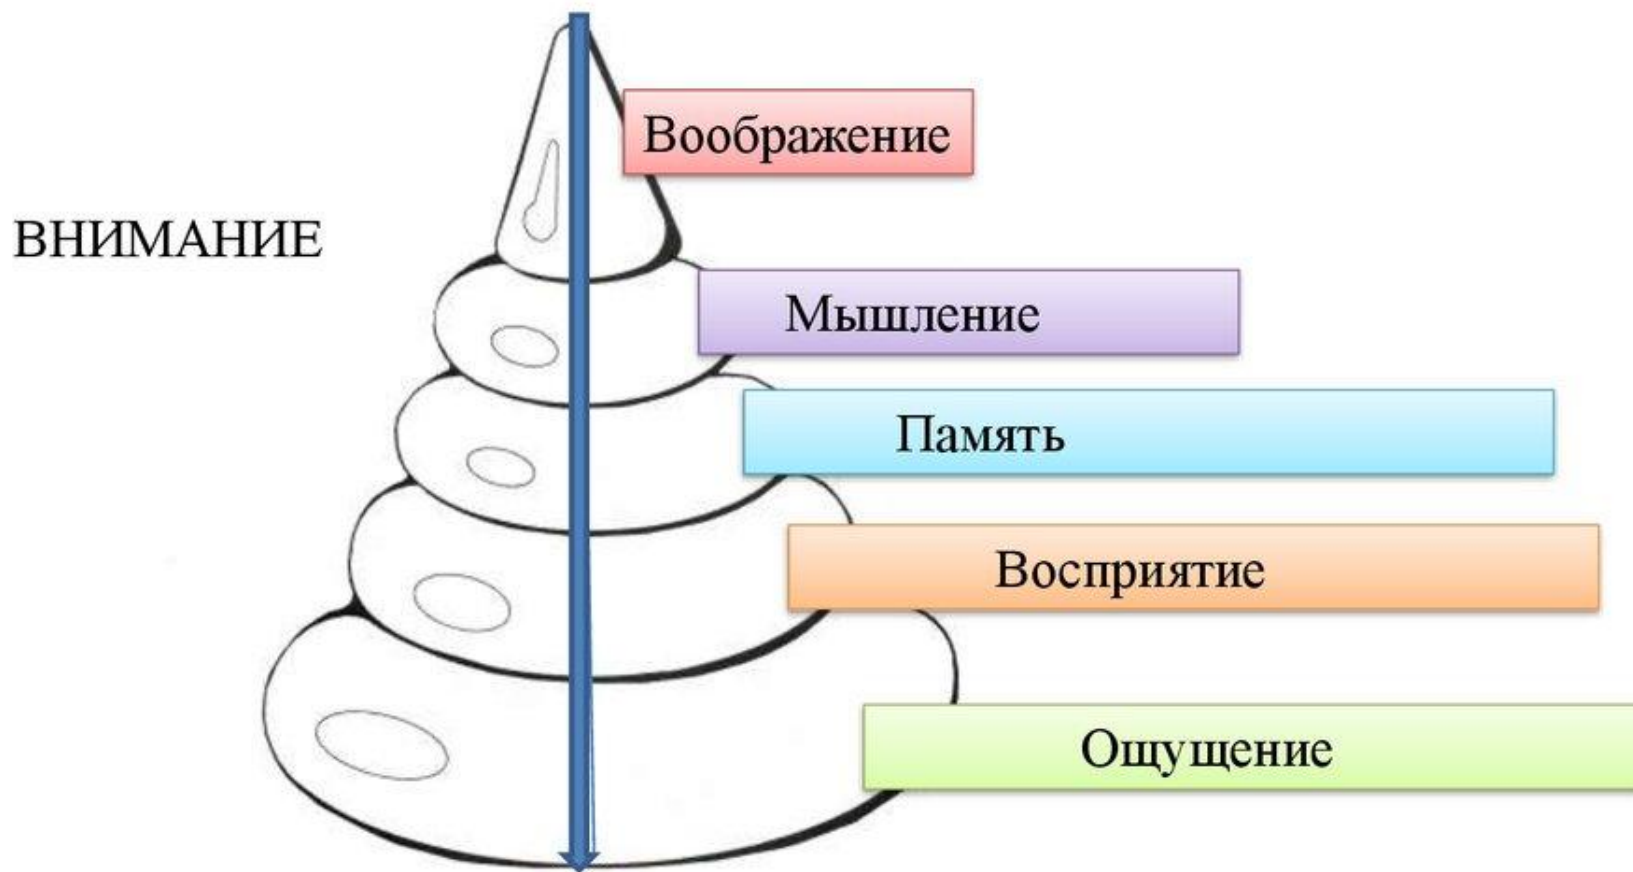 Воображение
ВНИМАНИЕ
Мышление
Память
Восприятие
Ощущение